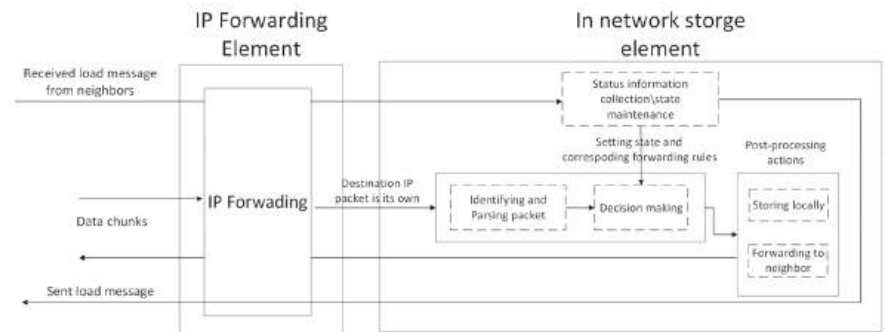 IP Forwarding
Element
In network storge
element
Received load message
from neighbors
Status information
collection\state
maintenance
Setting state and
correspoding forwarding rules
Post-processing
actions
Destination IP
packet is its own
IP Forwading
Identifying and
Parsing packet
Decision making
Storing locally
Data chunks
Forwarding to
neighbor
Sent load message